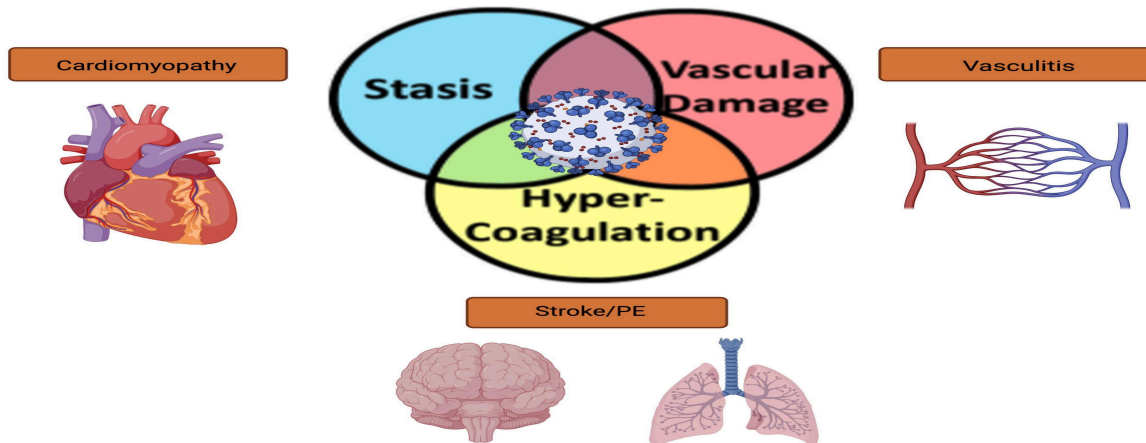 Cardiomyopathy
Stasis
Vascular
Damage
Vasculitis
Hyper-
Coagulation
Stroke/PE